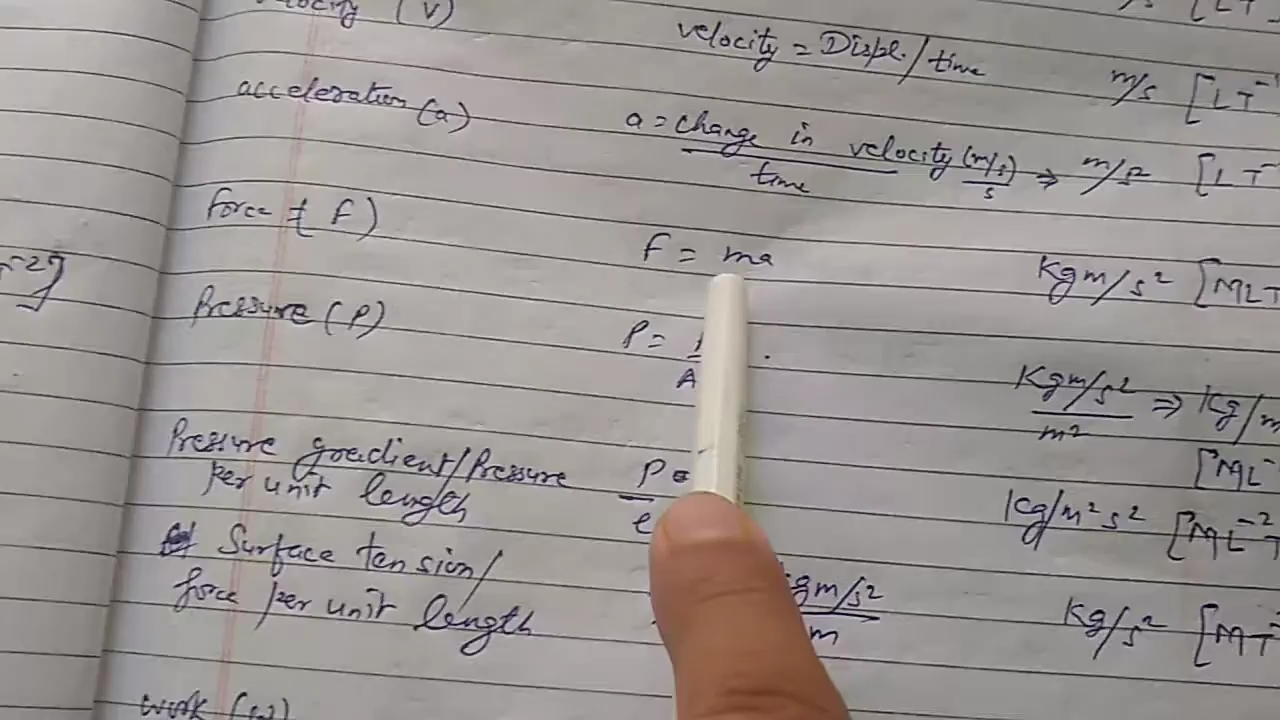 velocity (v)
velocity = Displ./time m/s [LT⁻¹
acceleration (a)
a = change in velocity (m/s) / time s ⇒ m/s² [LT
force (f)
f = ma kgm/s² [MLT
Pressure (P)
P = / A
kgm/s² / m² ⇒ kg/m
[ML⁻
Pressure gradient/Pressure
per unit length
P / l kg/m²s² [ML⁻²T
Surface tension/
force per unit length
kgm/s² / m kg/s² [MT⁻
work (w)